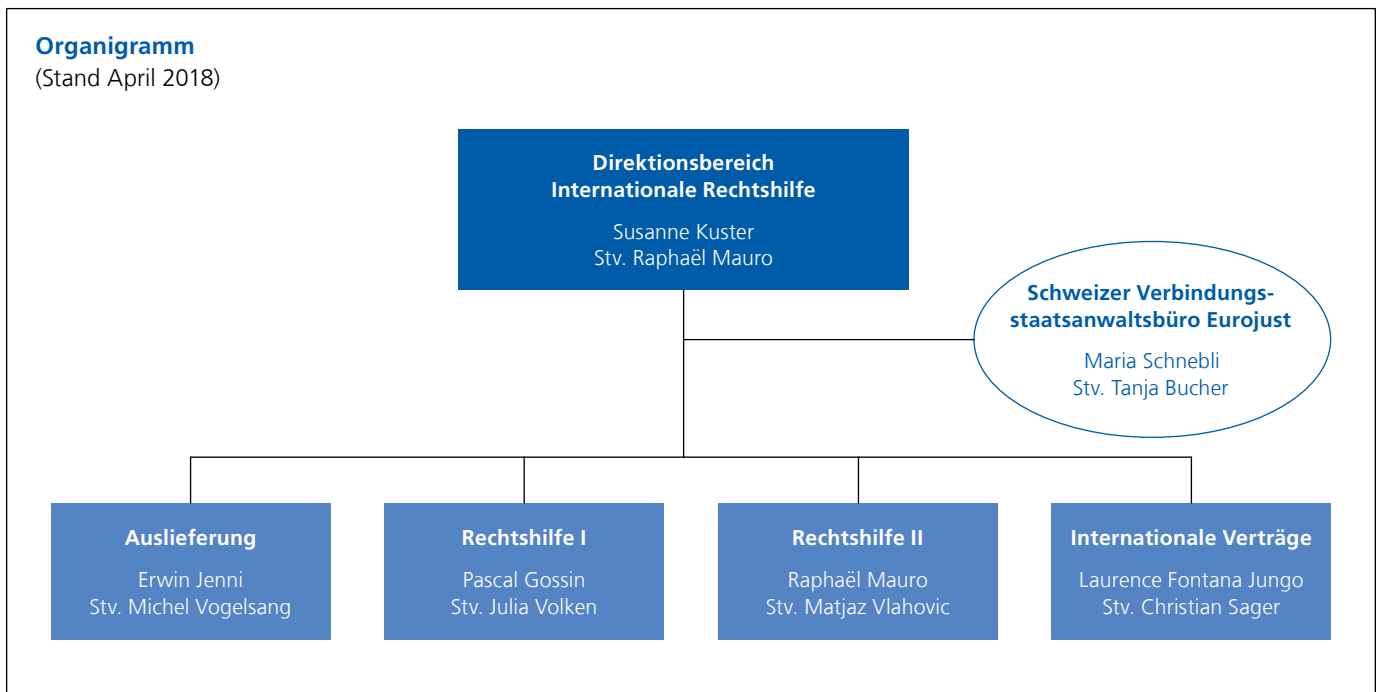 Organigramm
(Stand April 2018)
Direktionsbereich
Internationale Rechtshilfe
Susanne Kuster
Stv. Raphaël Mauro
Schweizer Verbindungs-
staatsanwaltsbüro Eurojust
Maria Schnebli
Stv. Tanja Bucher
Auslieferung
Erwin Jenni
Stv. Michel Vogelsang
Rechtshilfe I
Pascal Gossin
Stv. Julia Volken
Rechtshilfe II
Raphaël Mauro
Stv. Matjaz Vlahovic
Internationale Verträge
Laurence Fontana Jungo
Stv. Christian Sager